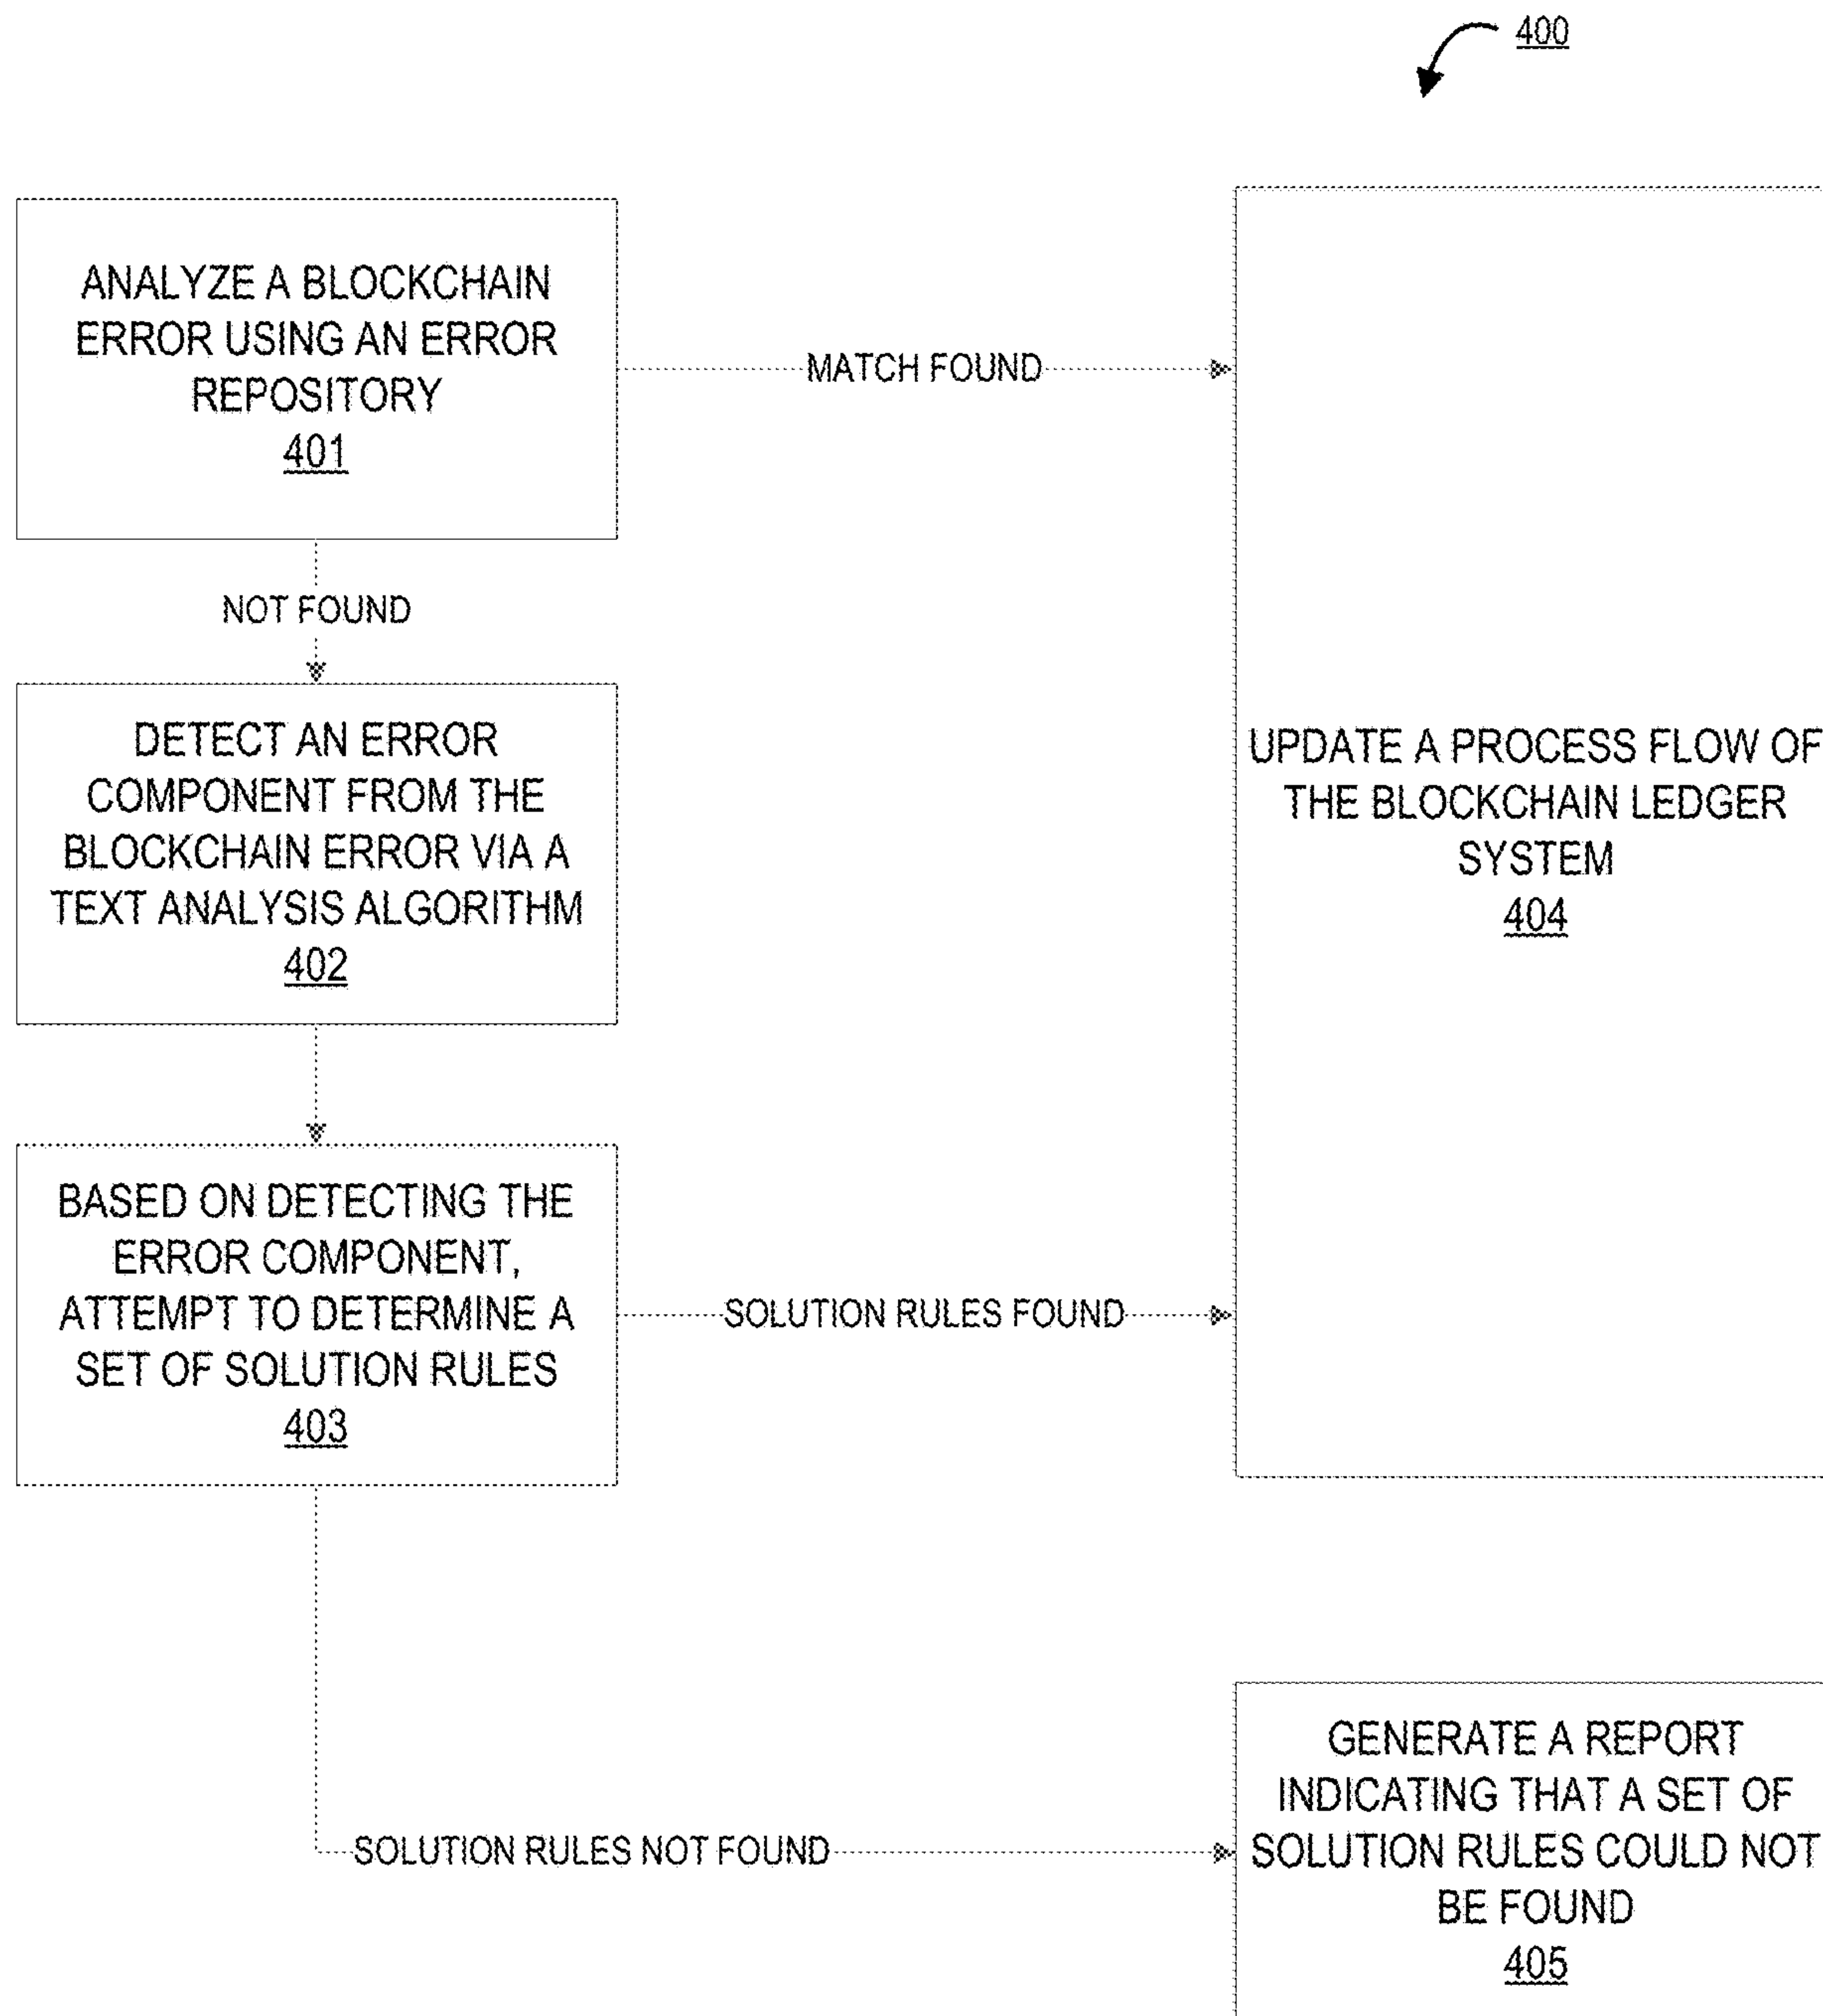 400
ANALYZE A BLOCKCHAIN
ERROR USING AN ERROR
REPOSITORY
401
MATCH FOUND
NOT FOUND
DETECT AN ERROR
COMPONENT FROM THE
BLOCKCHAIN ERROR VIA A
TEXT ANALYSIS ALGORITHM
402
UPDATE A PROCESS FLOW OF
THE BLOCKCHAIN LEDGER
SYSTEM
404
BASED ON DETECTING THE
ERROR COMPONENT,
ATTEMPT TO DETERMINE A
SET OF SOLUTION RULES
403
SOLUTION RULES FOUND
SOLUTION RULES NOT FOUND
GENERATE A REPORT
INDICATING THAT A SET OF
SOLUTION RULES COULD NOT
BE FOUND
405